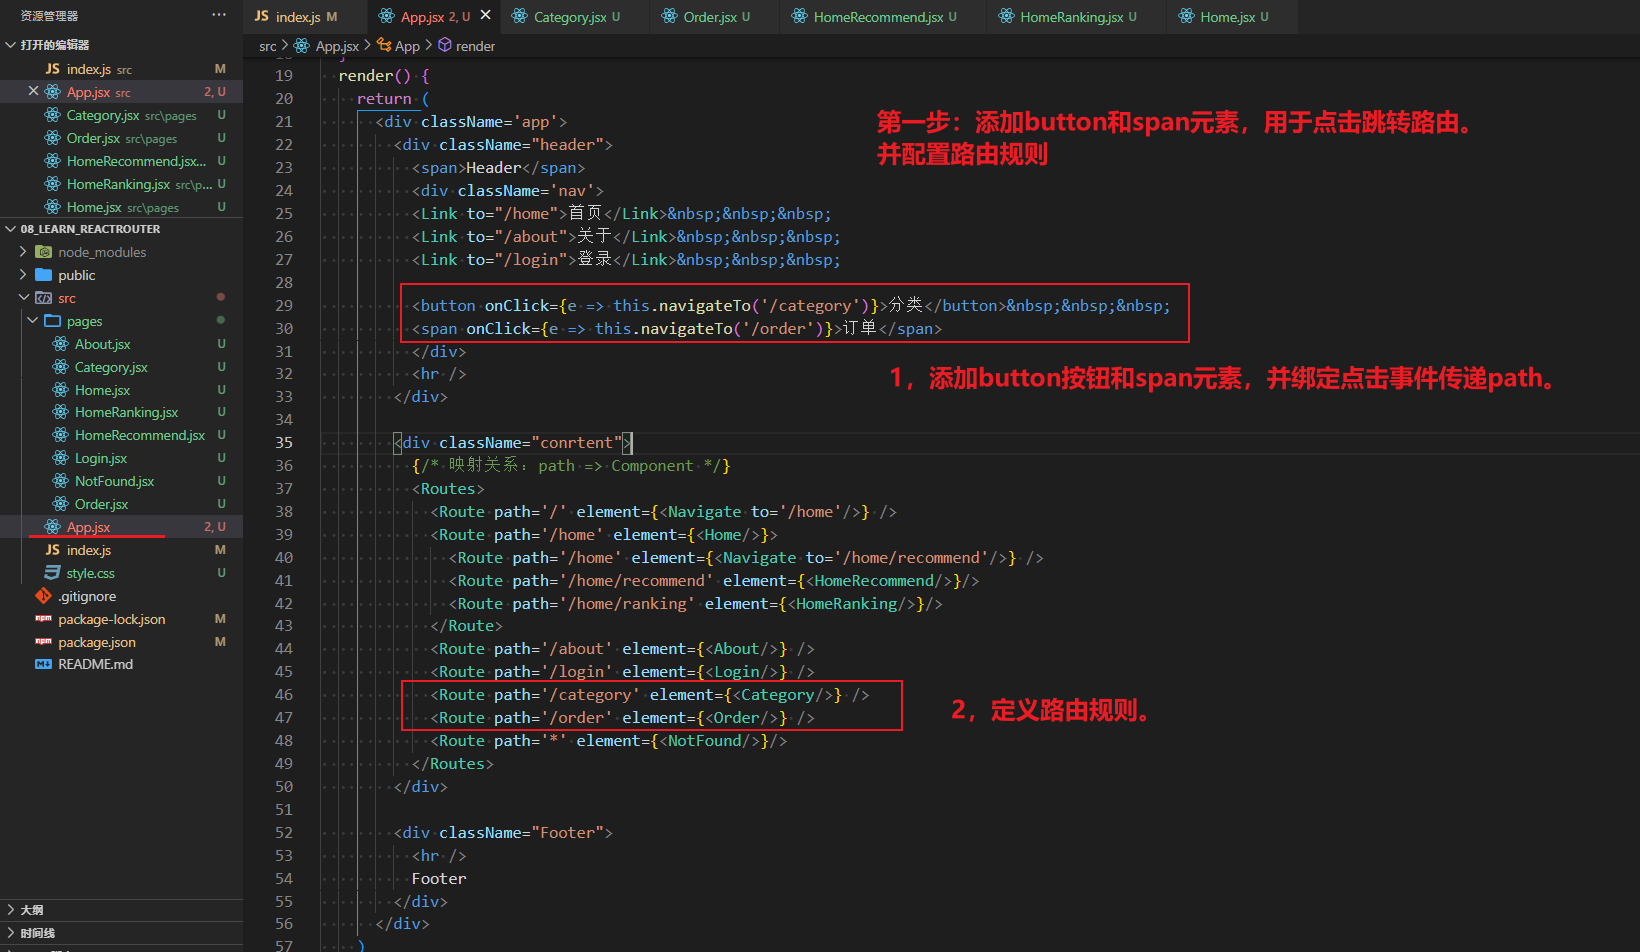 资源管理器
打开的编辑器
JS index.js src M
App.jsx src 2, U
Category.jsx src\pages U
Order.jsx src\pages U
HomeRecommend.jsx... U
HomeRanking.jsx src\p... U
Home.jsx src\pages U
08_LEARN_REACTROUTER
node_modules
public
src
pages
About.jsx U
Category.jsx U
Home.jsx U
HomeRanking.jsx U
HomeRecommend.jsx U
Login.jsx U
NotFound.jsx U
Order.jsx U
App.jsx 2, U
JS index.js M
style.css U
.gitignore
package-lock.json M
package.json M
README.md
大纲
时间线
JS index.js M
App.jsx 2, U
Category.jsx U
Order.jsx U
HomeRecommend.jsx U
HomeRanking.jsx U
Home.jsx U
src > App.jsx > App > render
19 render() {
20 return (
21 <div className='app'>
22 <div className="header">
23 <span>Header</span>
24 <div className='nav'>
25 <Link to="/home">首页</Link>&nbsp;&nbsp;&nbsp;
26 <Link to="/about">关于</Link>&nbsp;&nbsp;&nbsp;
27 <Link to="/login">登录</Link>&nbsp;&nbsp;&nbsp;
28
29 <button onClick={e => this.navigateTo('/category')}>分类</button>&nbsp;&nbsp;&nbsp;
30 <span onClick={e => this.navigateTo('/order')}>订单</span>
31 </div>
32 <hr />
33 </div>
34
35 <div className="conrtent">
36 {/* 映射关系: path => Component */}
37 <Routes>
38 <Route path='/' element={<Navigate to='/home'/>} />
39 <Route path='/home' element={<Home/>}>
40 <Route path='/home' element={<Navigate to='/home/recommend'/>} />
41 <Route path='/home/recommend' element={<HomeRecommend/>}/>
42 <Route path='/home/ranking' element={<HomeRanking/>}/>
43 </Route>
44 <Route path='/about' element={<About/>} />
45 <Route path='/login' element={<Login/>} />
46 <Route path='/category' element={<Category/>} />
47 <Route path='/order' element={<Order/>} />
48 <Route path='*' element={<NotFound/>}/>
49 </Routes>
50 </div>
51
52 <div className="Footer">
53 <hr />
54 Footer
55 </div>
56 </div>
57 )
第一步：添加button和span元素，用于点击跳转路由。
并配置路由规则
1，添加button按钮和span元素，并绑定点击事件传递path。
2，定义路由规则。